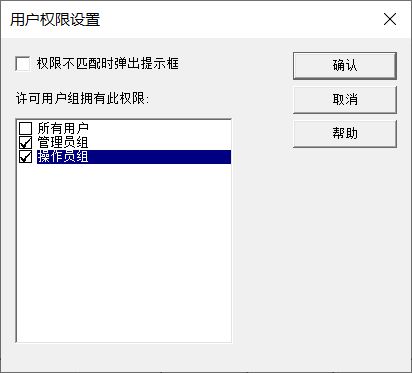 用户权限设置
权限不匹配时弹出提示框
确认
许可用户组拥有此权限:
取消
帮助
所有用户
管理员组
操作员组